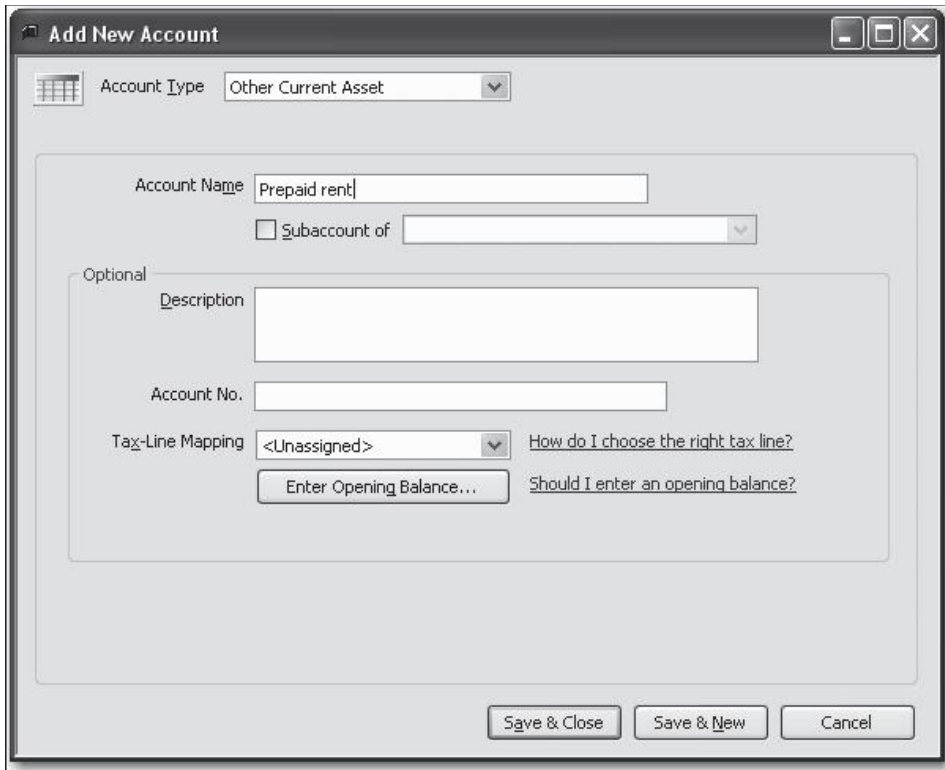 Add New Account
Account Type Other Current Asset
Account Name Prepaid rent
Subaccount of
Optional
Description
Account No.
Tax-Line Mapping <Unassigned> How do I choose the right tax line?
Enter Opening Balance... Should I enter an opening balance?
Save & Close Save & New Cancel